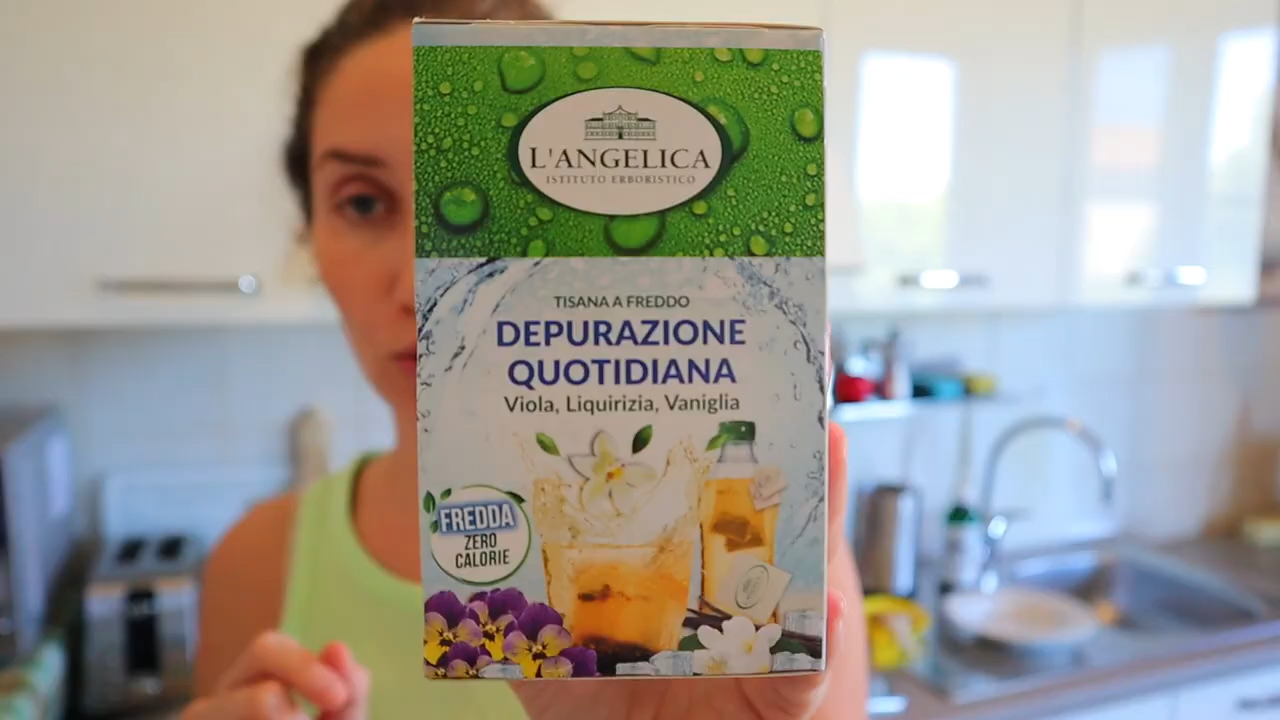 L'ANGELICA
ISTITUTO ERBORISTICO
TISANA A FREDDO
DEPURAZIONE
QUOTIDIANA
Viola, Liquirizia, Vaniglia
FREDDA
ZERO
CALORIE